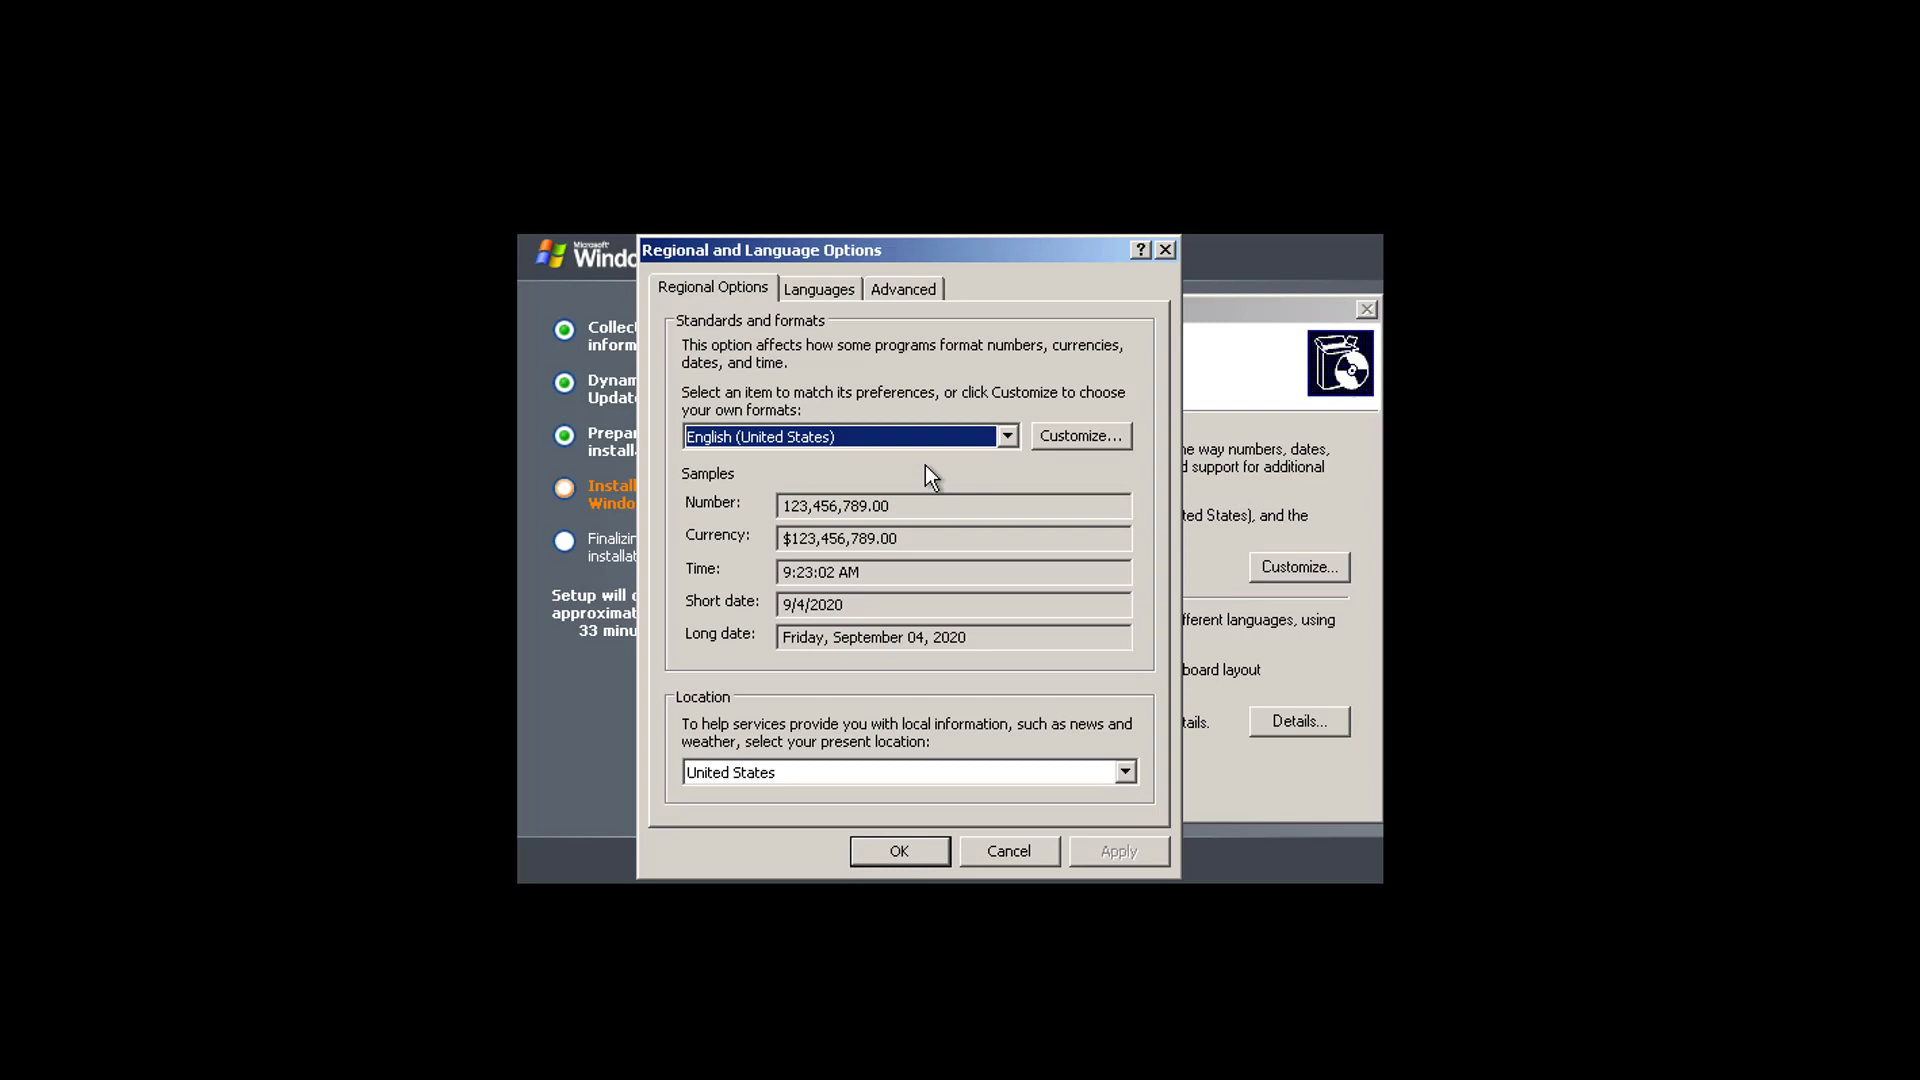 Microsoft
Windo
Regional and Language Options
Regional Options
Languages
Advanced
Collec
inform
Dynam
Update
Prepar
install
Install
Windo
Finalizin
installat
Setup will c
approximat
33 minu
Standards and formats
This option affects how some programs format numbers, currencies,
dates, and time.
Select an item to match its preferences, or click Customize to choose
your own formats:
English (United States)
Customize...
Samples
Number:
123,456,789.00
Currency:
$123,456,789.00
Time:
9:23:02 AM
Short date:
9/4/2020
Long date:
Friday, September 04, 2020
Location
To help services provide you with local information, such as news and
weather, select your present location:
United States
OK
Cancel
Apply
ne way numbers, dates,
d support for additional
ted States), and the
Customize...
fferent languages, using
board layout
tails.
Details...